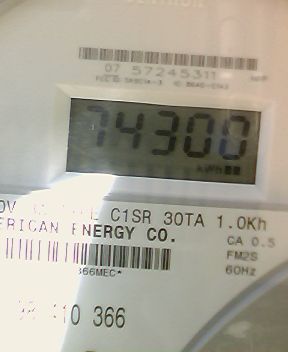 07 57245311
74300
kWh
C1SR 30TA 1.0Kh
ERICAN ENERGY CO.
CA 0.5
FM2S
366MEC*
60Hz
10 366